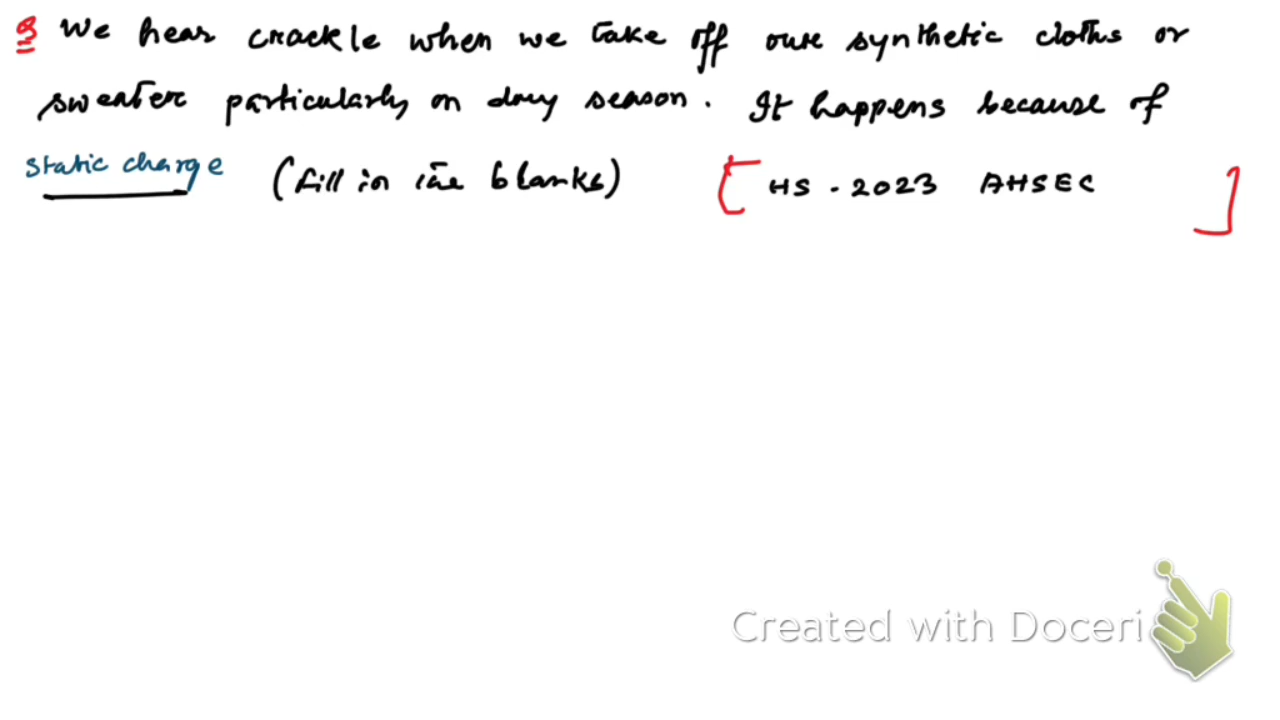 Q We hear crackle when we take off our synthetic cloths or
sweater particularly on dry season. It happens because of
static charge (fill in the blanks) [HS - 2023 AHSEC]
Created with Doceri